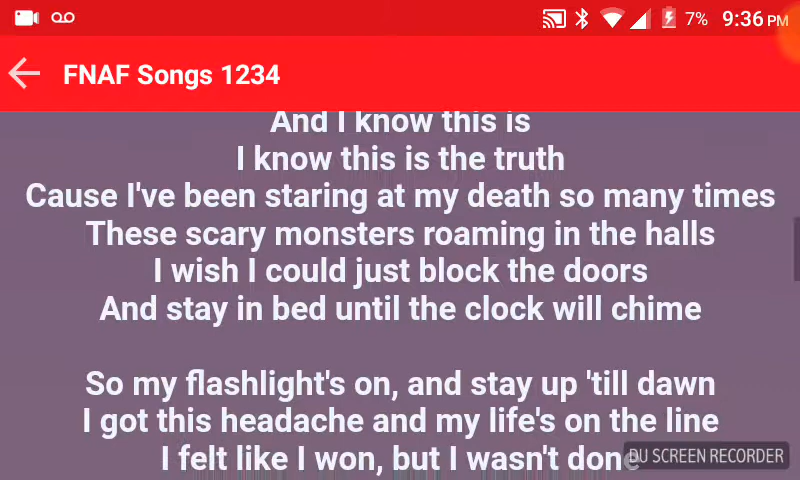 7%
9:36 PM
FNAF Songs 1234
And I know this is
I know this is the truth
Cause I've been staring at my death so many times
These scary monsters roaming in the halls
I wish I could just block the doors
And stay in bed until the clock will chime
So my flashlight's on, and stay up 'till dawn
I got this headache and my life's on the line
I felt like I won, but I wasn't done
DU SCREEN RECORDER